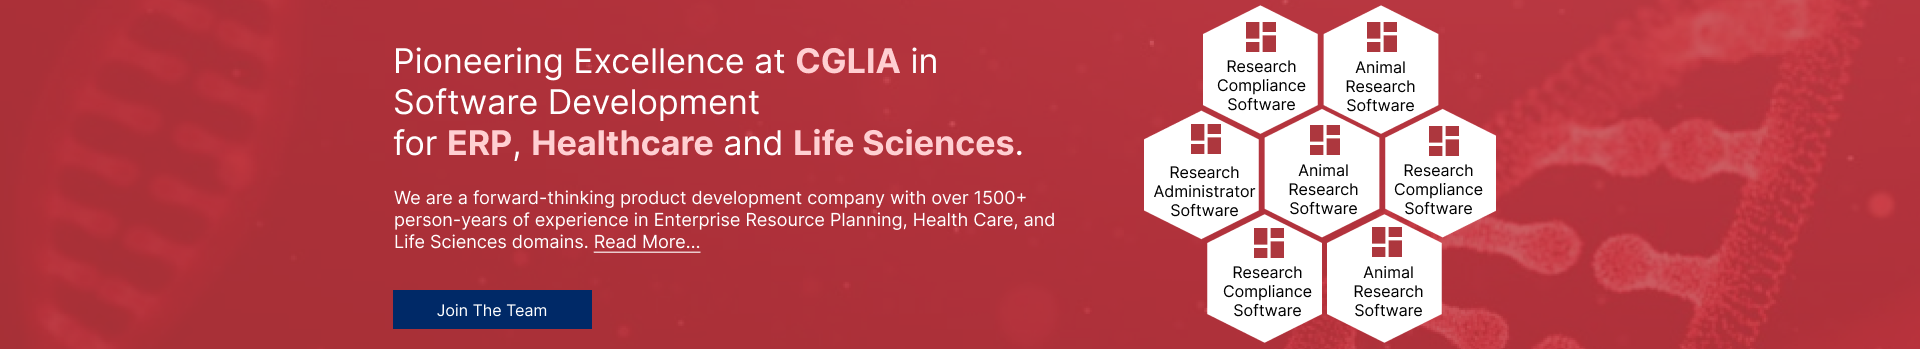 Pioneering Excellence at CGLIA in
Software Development
for ERP, Healthcare and Life Sciences.
We are a forward-thinking product development company with over 1500+
person-years of experience in Enterprise Resource Planning, Health Care, and
Life Sciences domains. Read More...
Join The Team
Research
Compliance
Software
Animal
Research
Software
Research
Administrator
Software
Animal
Research
Software
Research
Compliance
Software
Research
Compliance
Software
Animal
Research
Software